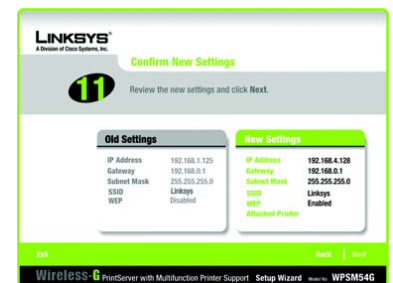 LINKSYS®
A Division of Cisco Systems, Inc.
Confirm New Settings
11
Review the new settings and click Next.
Old Settings
IP Address 192.168.1.125
Gateway 192.168.0.1
Subnet Mask 255.255.255.0
SSID Linksys
WEP Disabled
New Settings
IP Address 192.168.4.128
Gateway 192.168.0.1
Subnet Mask 255.255.255.0
SSID Linksys
WEP Enabled
Attached Printer
Exit
Back
Next
Wireless-G PrintServer with Multifunction Printer Support Setup Wizard Model No. WPSM54G